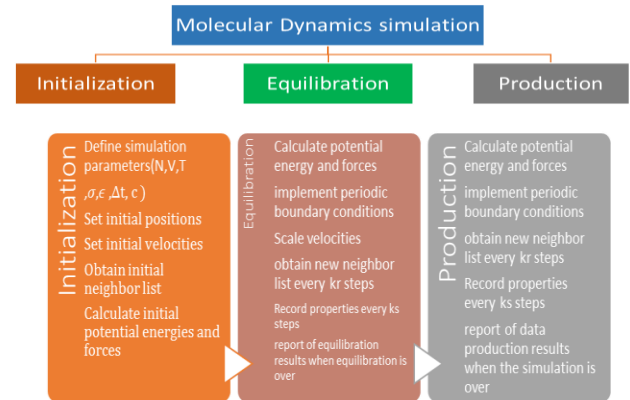 Molecular Dynamics simulation
Initialization
Equilibration
Production
Initialization
Define simulation
parameters(N,V,T
,σ,ϵ ,Δt, c )
Set initial positions
Set initial velocities
Obtain initial
neighbor list
Calculate initial
potential energies and
forces
Equilibration
Calculate potential
energy and forces
implement periodic
boundary conditions
Scale velocities
obtain new neighbor
list every kr steps
Record properties every ks
steps
report of equilibration
results when equilibration is
over
Production
Calculate potential
energy and forces
implement periodic
boundary conditions
obtain new neighbor
list every kr steps
Record properties
every ks steps
report of data
production results
when the simulation is
over